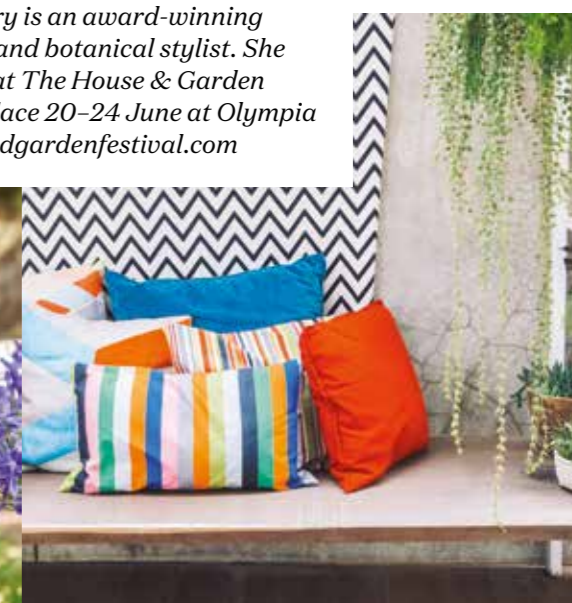 ry is an award-winning
and botanical stylist. She
at The House & Garden
lace 20–24 June at Olympia
dgardenfestival.com